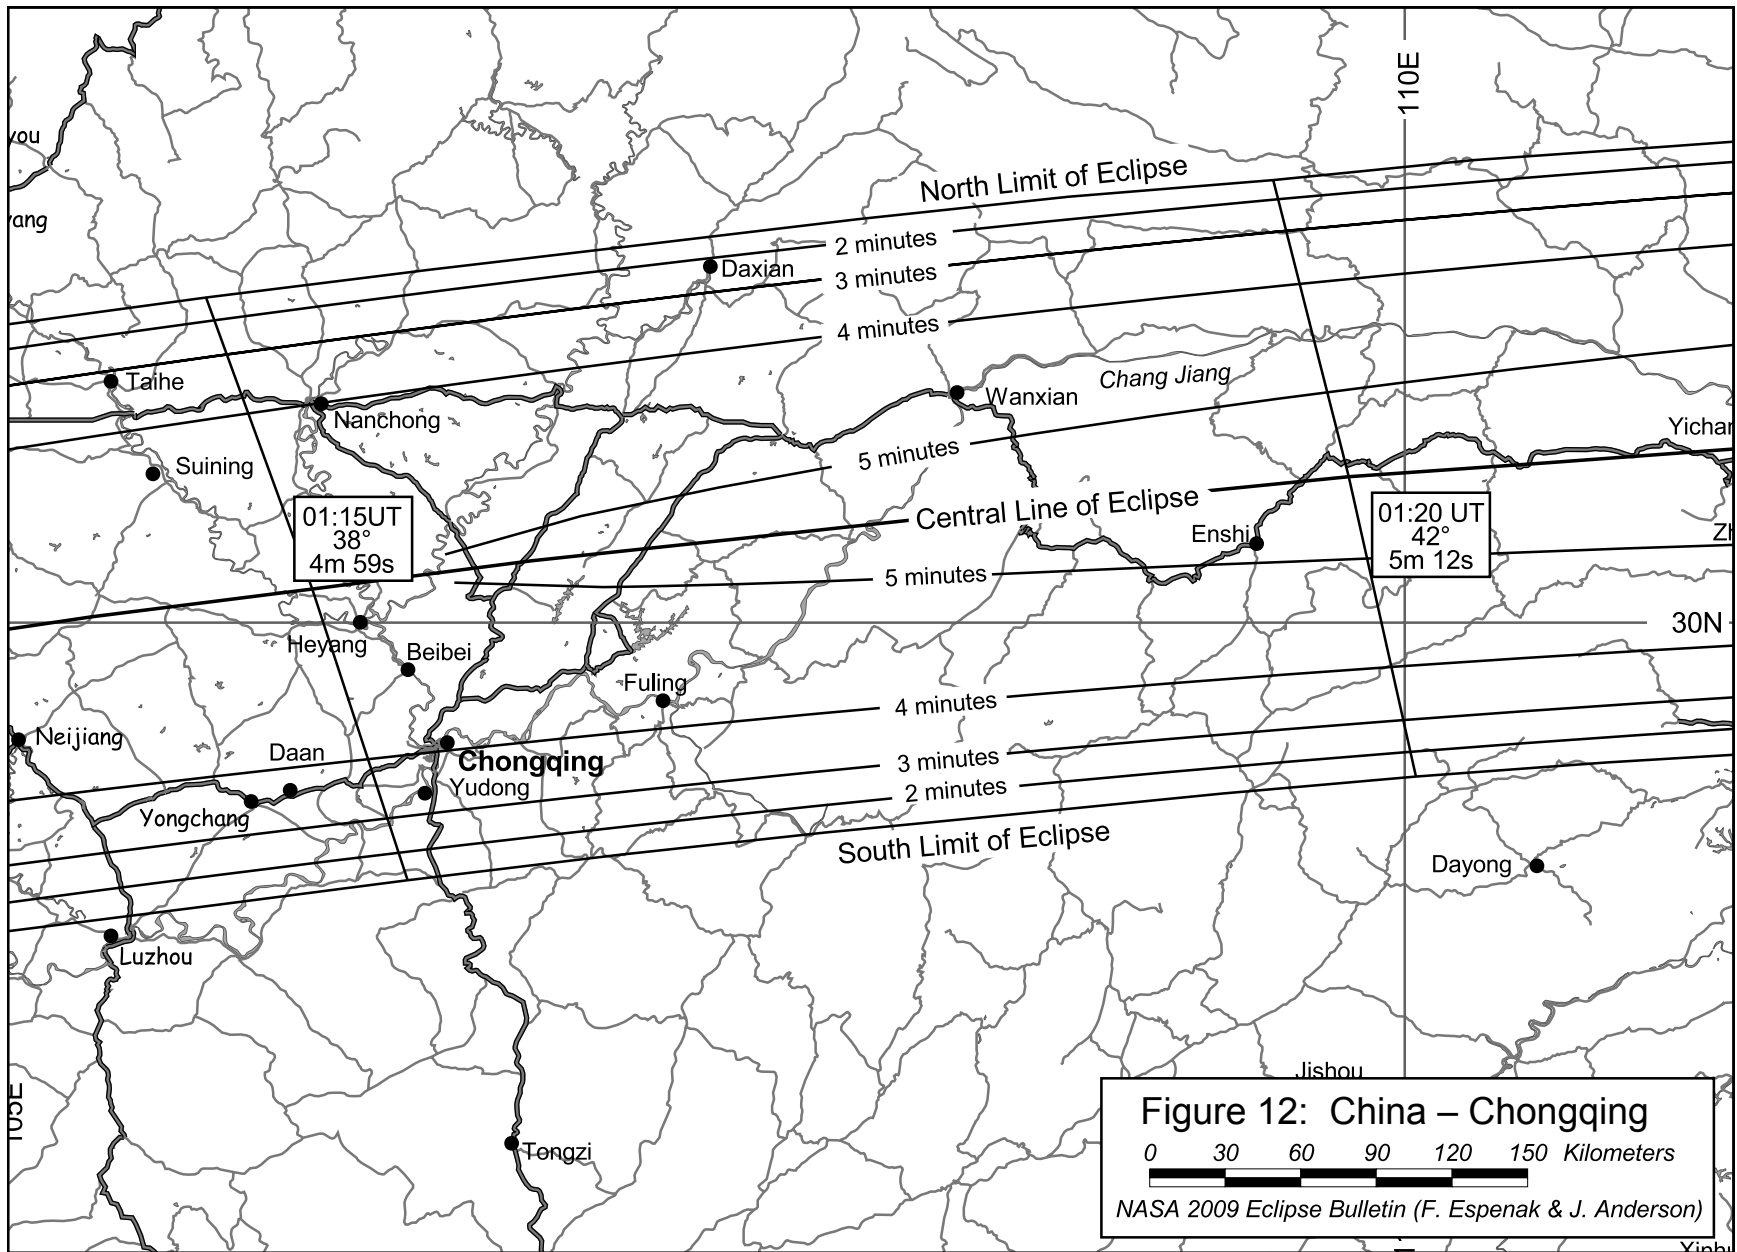 110E
North Limit of Eclipse
2 minutes
Daxian
3 minutes
4 minutes
Taihe
Chang Jiang
Wanxian
Nanchong
5 minutes
Suining
Central Line of Eclipse
01:15UT
38°
4m 59s
01:20 UT
42°
5m 12s
Enshi
5 minutes
30N
Heyang
Beibei
Fuling
4 minutes
Neijiang
Daan
Chongqing
3 minutes
Yudong
2 minutes
Yongchang
South Limit of Eclipse
Dayong
Luzhou
Jishou
105E
Tongzi
Figure 12: China – Chongqing
0 30 60 90 120 150 Kilometers
NASA 2009 Eclipse Bulletin (F. Espenak & J. Anderson)